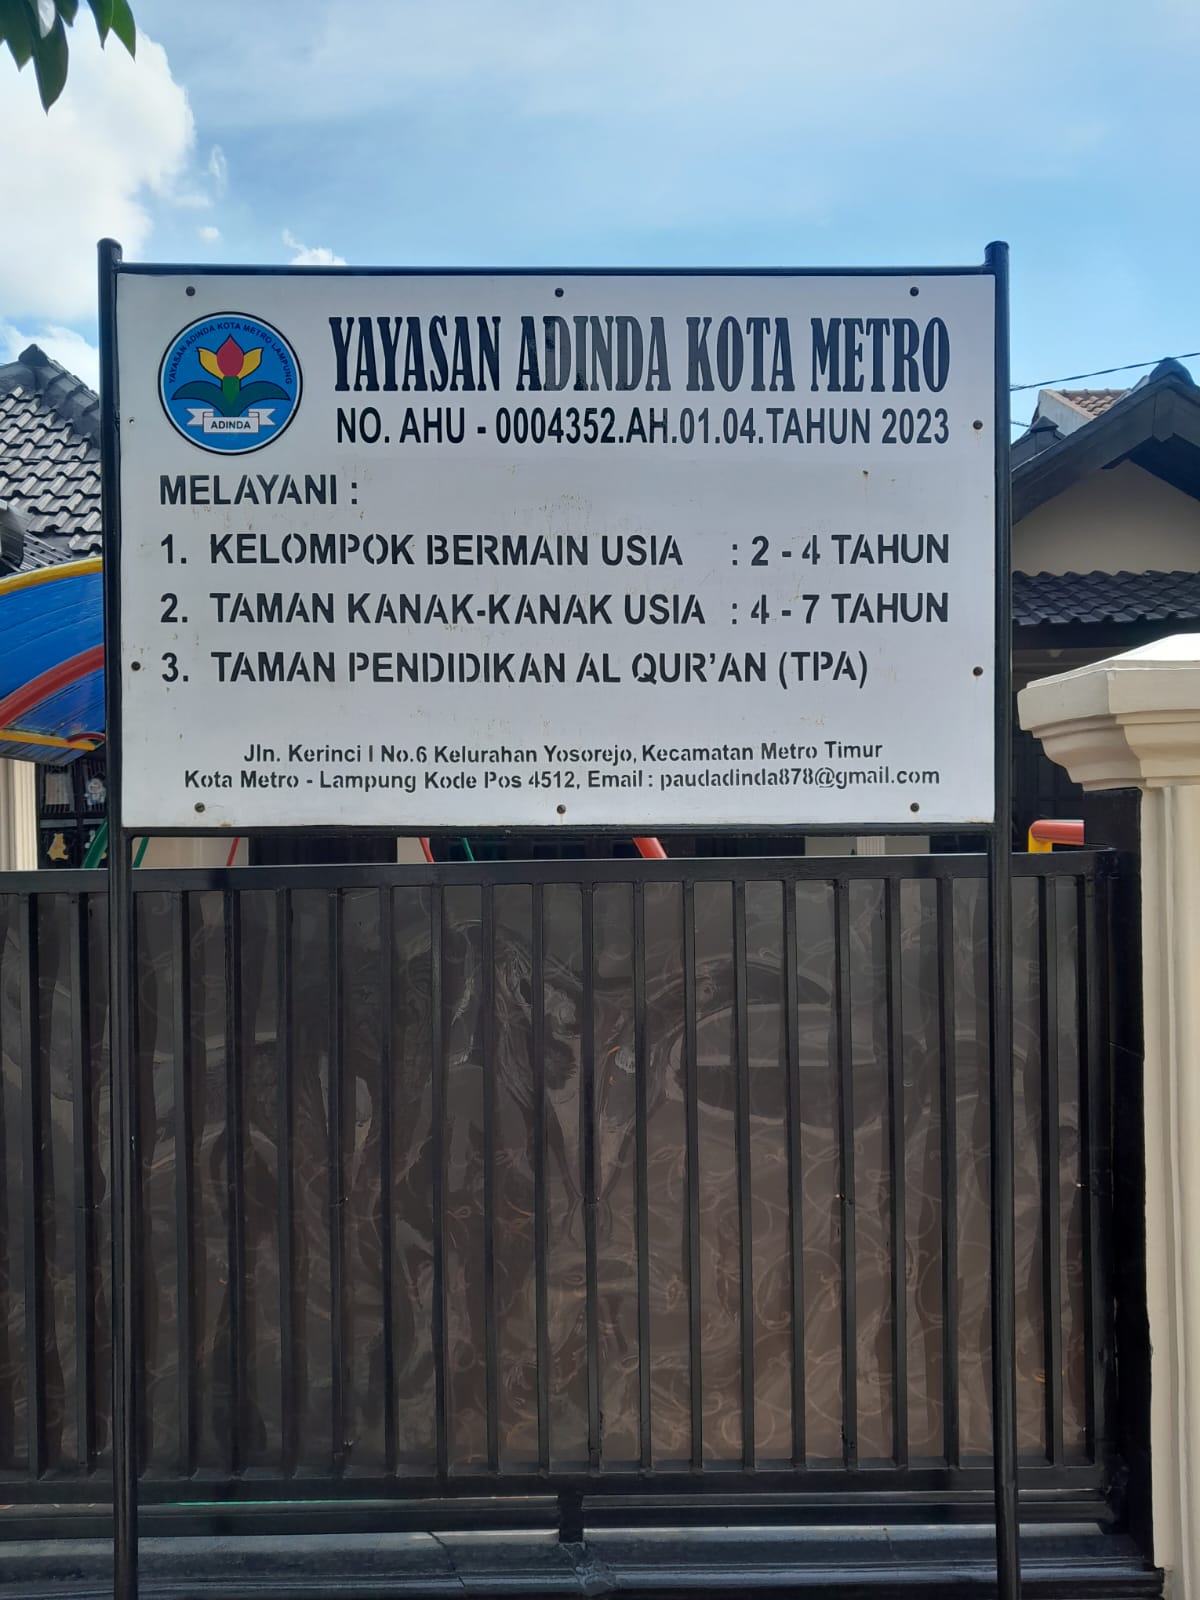 YAYASAN ADINDA KOTA METRO LAMPUNG
ADINDA
YAYASAN ADINDA KOTA METRO
NO. AHU - 0004352.AH.01.04.TAHUN 2023
MELAYANI :
1. KELOMPOK BERMAIN USIA : 2 - 4 TAHUN
2. TAMAN KANAK-KANAK USIA : 4 - 7 TAHUN
3. TAMAN PENDIDIKAN AL QUR'AN (TPA)
Jln. Kerinci I No.6 Kelurahan Yosorejo, Kecamatan Metro Timur
Kota Metro - Lampung Kode Pos 4512, Email : paudadinda878@gmail.com